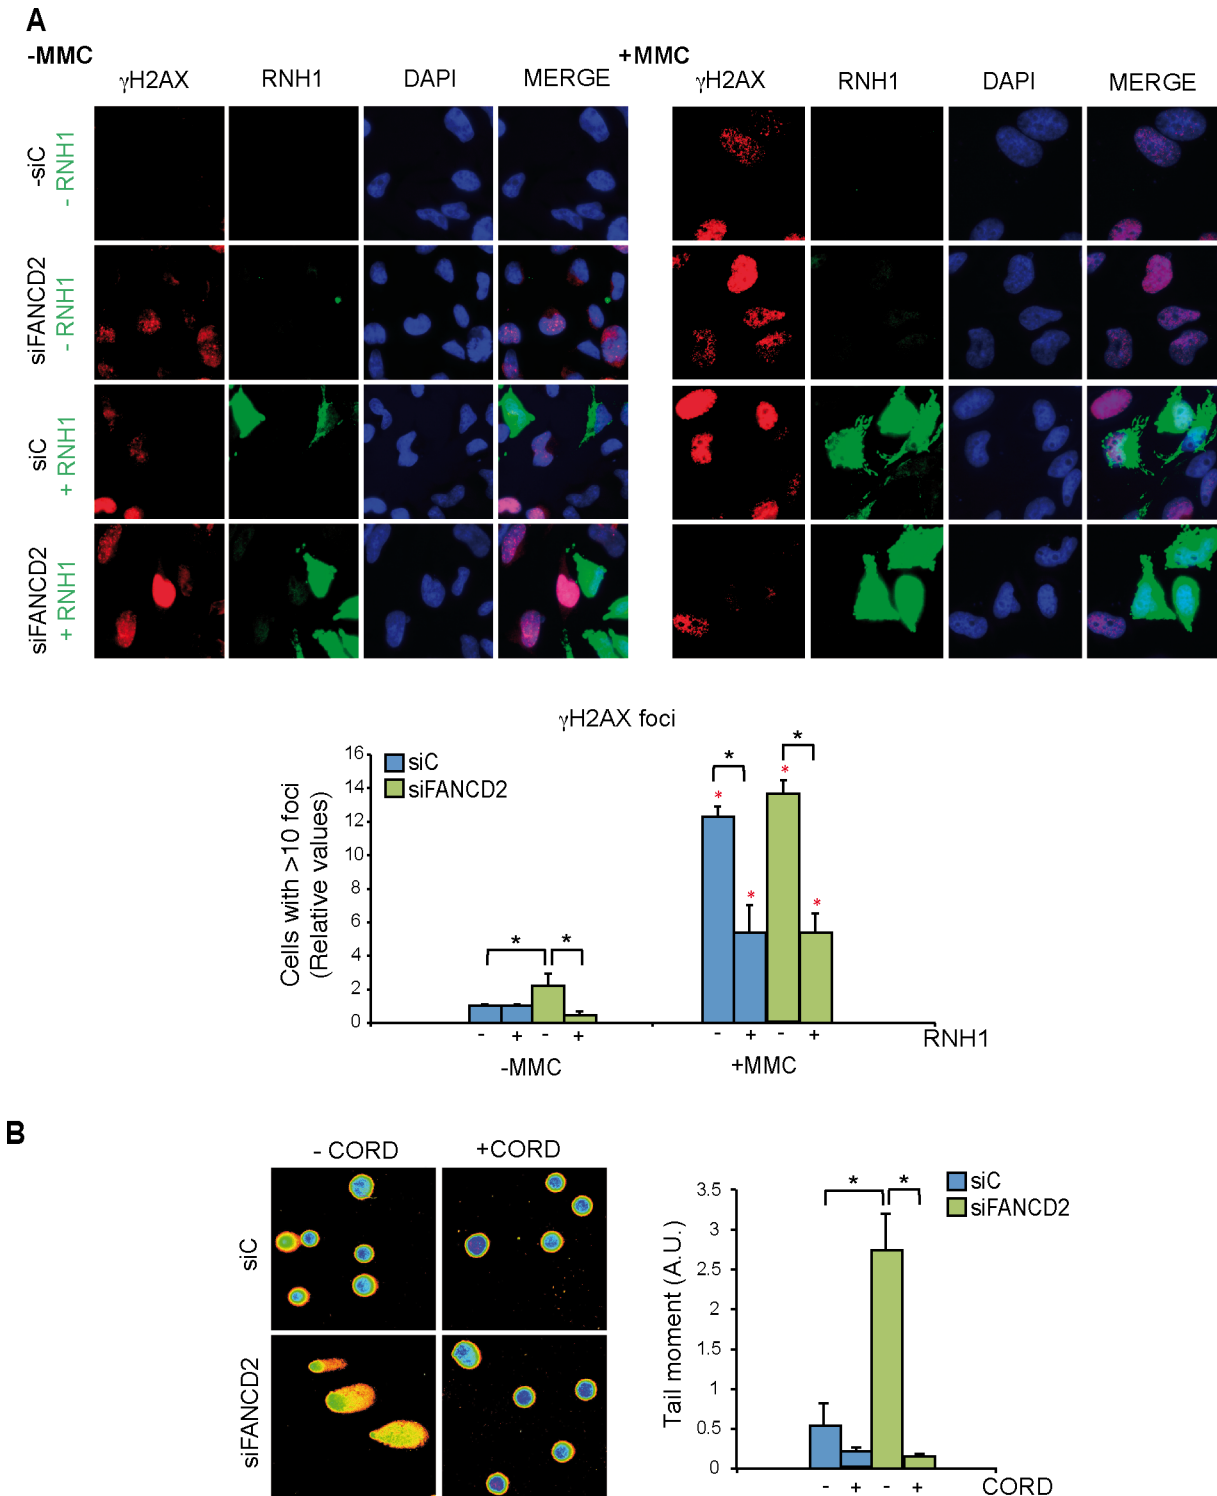 A
-MMC
+MMC
γH2AX RNH1 DAPI MERGE
γH2AX RNH1 DAPI MERGE
-siC
- RNH1
siFANCD2
- RNH1
siC
+ RNH1
siFANCD2
+ RNH1
γH2AX foci
Cells with >10 foci
(Relative values)
16
14
12
10
8
6
4
2
0
siC
siFANCD2
* * * *
* * * *
- + - + - + - + RNH1
-MMC +MMC
B
- CORD +CORD
siC
siFANCD2
Tail moment (A.U.)
3.5
3
2.5
2
1.5
1
0.5
0
* *
siC
siFANCD2
- + - + CORD